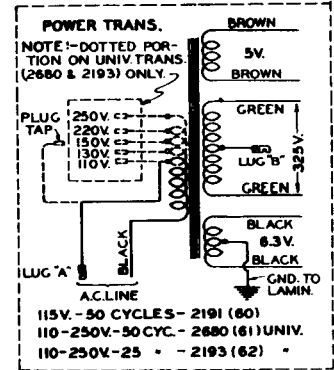 POWER TRANS.
NOTE:-DOTTED POR-
TION ON UNIV. TRANS.
(2680 & 2193) ONLY.
PLUG
TAP
250V.
220V.
150V.
130V.
110V.
LUG "A"
BLACK
A.C.LINE
BROWN
5V.
BROWN
GREEN
LUG "B"
325V.
GREEN
BLACK
6.3V.
BLACK
GND. TO
LAMIN.
115V.-50 CYCLES-2191 (60)
110-250V.-50 CYC.-2680 (61) UNIV.
110-250V.-25 " -2193 (62) "